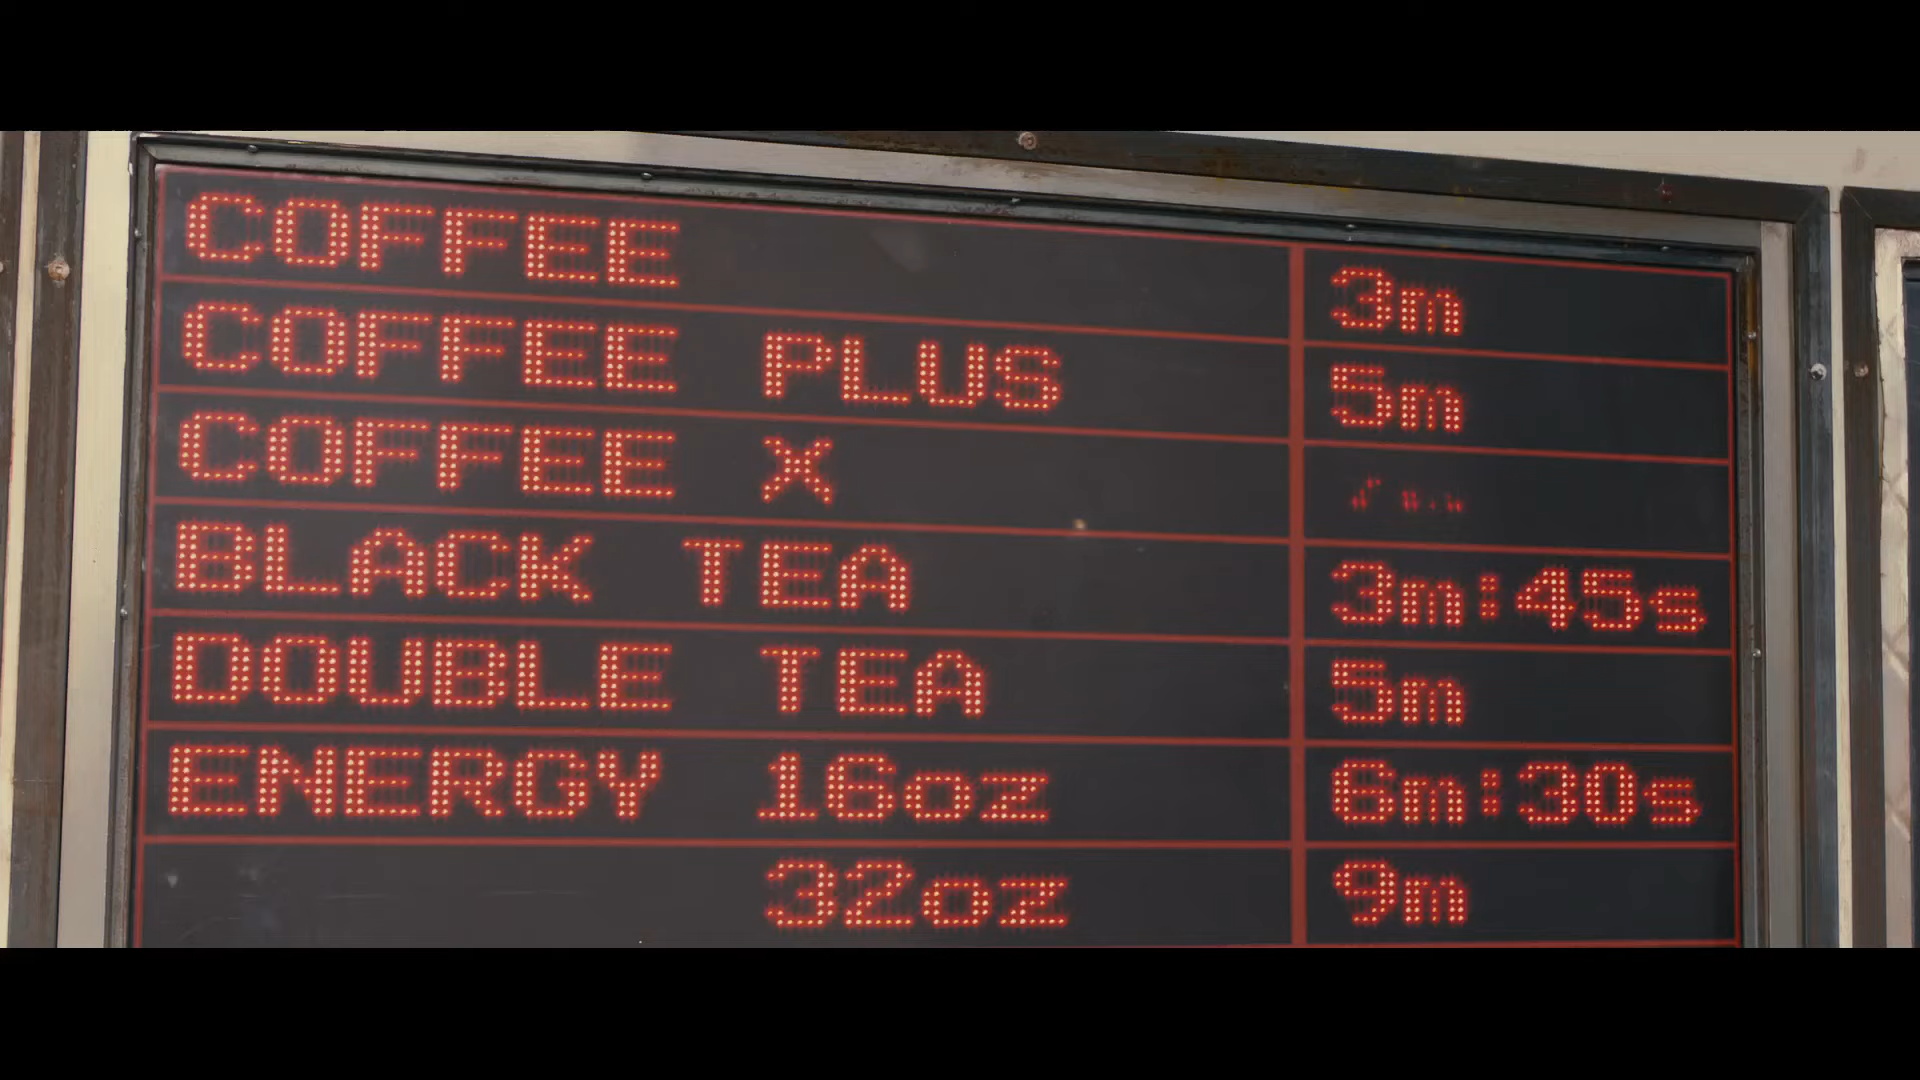 COFFEE 3m
COFFEE PLUS 5m
COFFEE X
BLACK TEA 3m:45s
DOUBLE TEA 5m
ENERGY 16oz 6m:30s
32oz 9m